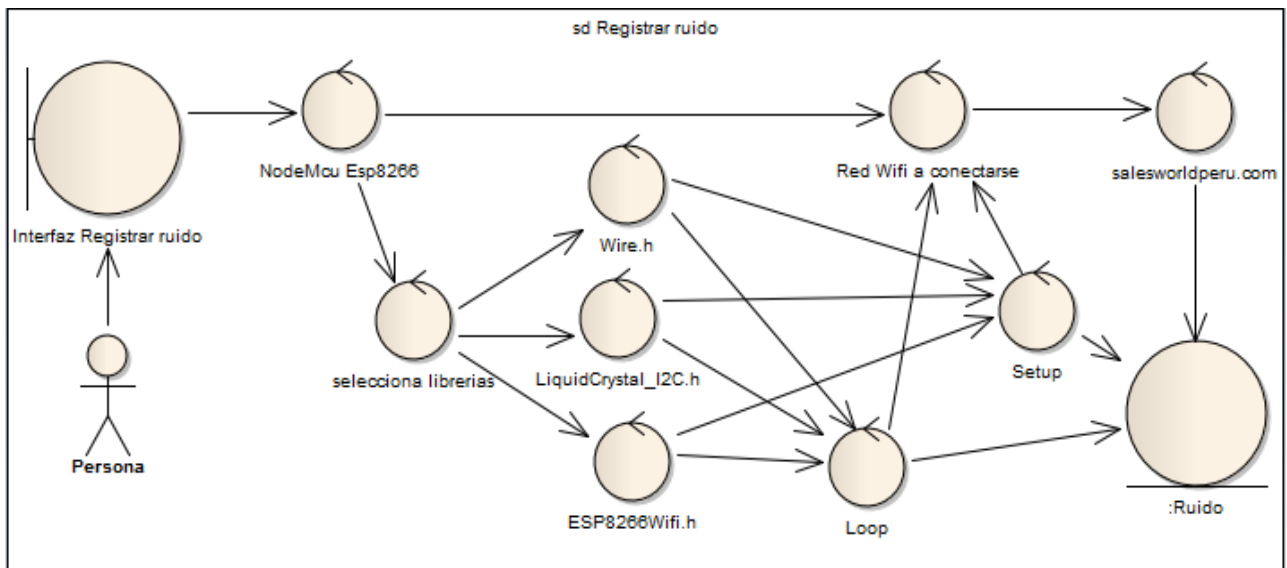 sd Registrar ruido
NodeMcu Esp8266
Red Wifi a conectarse
salesworldperu.com
Interfaz Registrar ruido
Wire.h
selecciona librerias
LiquidCrystal_I2C.h
Setup
Persona
ESP8266Wifi.h
Loop
:Ruido